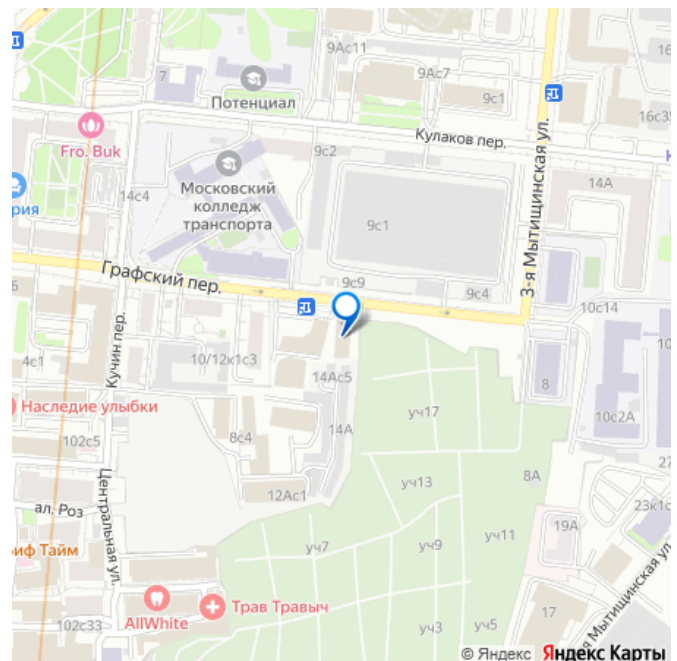 9Ас11
16
7
Потенциал
9Ас7
9с1
16с35
Fro. Buk
Кулаков пер.
9с2
Московский
колледж
транспорта
14с4
рия
14А
9с1
3-я Мытищинская ул.
Графский пер.
9с9
9с4
10с14
6
4с1
Кучин пер.
10/12к1с3
10
14Ас5
8
Наследие улыбки
уч17
10с2А
102с5
8с4
14А
27
8А
уч13
12Ас1
23к1с
ал. Роз
Центральная ул.
19А
уч11
иф Тайм
уч7
уч9
3-я Мытищинская ул.
AllWhite
Трав Травыч
17
102с33
уч3
уч5
© Яндекс Яндекс Карты